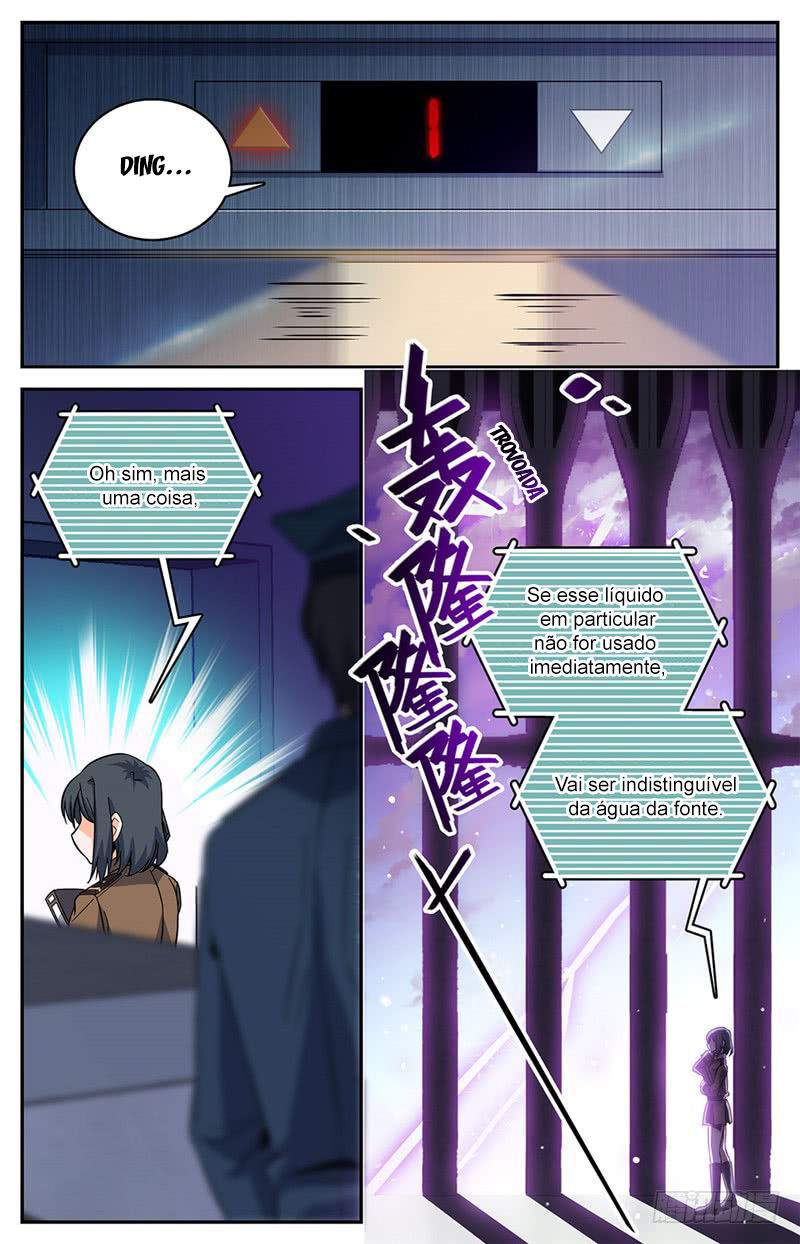 DING...
1
Oh sim, mais
uma coisa,
轰隆隆隆
TROVOADA
Se esse líquido
em particular
não for usado
imediatamente,
Vai ser indistinguível
da água da fonte.